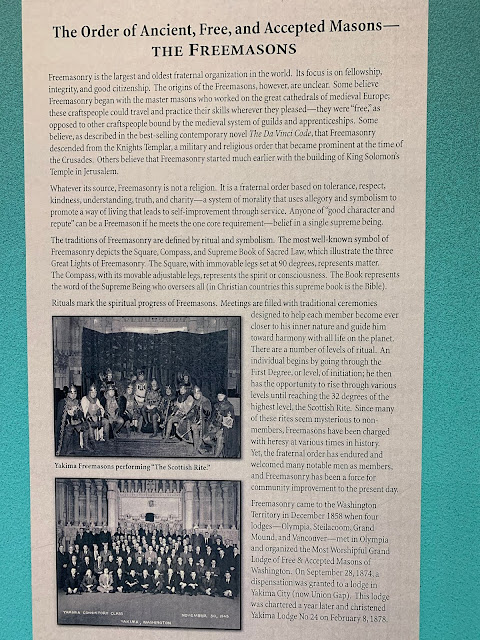 The Order of Ancient, Free, and Accepted Masons—
THE FREEMASONS
Freemasonry is the largest and oldest fraternal organization in the world. Its focus is on fellowship,
integrity, and good citizenship. The origins of the Freemasons, however, are unclear. Some believe
Freemasonry began with the master masons who worked on the great cathedrals of medieval Europe;
these craftspeople could travel and practice their skills wherever they pleased—they were "free," as
opposed to other craftspeople bound by the medieval system of guilds and apprenticeships. Some
believe, as described in the best-selling contemporary novel The Da Vinci Code, that Freemasonry
descended from the Knights Templar, a military and religious order that became prominent at the time of
the Crusades. Others believe that Freemasonry started much earlier with the building of King Solomon's
Temple in Jerusalem.
Whatever its source, Freemasonry is not a religion. It is a fraternal order based on tolerance, respect,
kindness, understanding, truth, and charity—a system of morality that uses allegory and symbolism to
promote a way of living that leads to self-improvement through service. Anyone of "good character and
repute" can be a Freemason if he meets the one core requirement—belief in a single supreme being.
The traditions of Freemasonry are defined by ritual and symbolism. The most well-known symbol of
Freemasonry depicts the Square, Compass, and Supreme Book of Sacred Law, which illustrate the three
Great Lights of Freemasonry. The Square, with immovable legs set at 90 degrees, represents matter.
The Compass, with its movable adjustable legs, represents the spirit or consciousness. The Book represents
the word of the Supreme Being who oversees all (in Christian countries this supreme book is the Bible).
Rituals mark the spiritual progress of Freemasons. Meetings are filled with traditional ceremonies
designed to help each member become ever
closer to his inner nature and guide him
toward harmony with all life on the planet.
There are a number of levels of ritual. An
individual begins by going through the
First Degree, or level, of initiation; he then
has the opportunity to rise through various
levels until reaching the 32 degrees of the
highest level, the Scottish Rite. Since many
of these rites seem mysterious to non-
members, Freemasons have been charged
with heresy at various times in history.
Yet, the fraternal order has endured and
welcomed many notable men as members,
and Freemasonry has been a force for
community improvement to the present day.
Yakima Freemasons performing "The Scottish Rite."
Freemasonry came to the Washington
Territory in December 1858 when four
lodges—Olympia, Steilacoom, Grand
Mound, and Vancouver—met in Olympia
and organized the Most Worshipful Grand
Lodge of Free & Accepted Masons of
Washington. On September 28, 1874, a
dispensation was granted to a lodge in
Yakima City (now Union Gap). This lodge
was chartered a year later and christened
Yakima Lodge No 24 on February 8, 1878.
YAKIMA CONSISTORY CLASS
YAKIMA, WASHINGTON